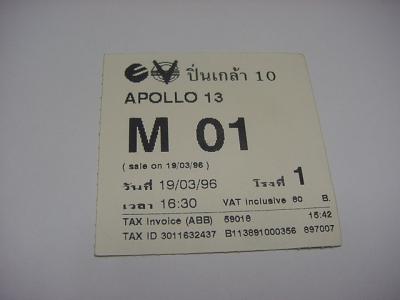 EV ปิ่นเกล้า 10
APOLLO 13
M 01
( sale on 19/03/96 )
วันที่ 19/03/96 โรงที่ 1
เวลา 16:30 VAT inclusive 60 B.
TAX Invoice (ABB) 59018 15:42
TAX ID 3011632437 B113891000356 897007